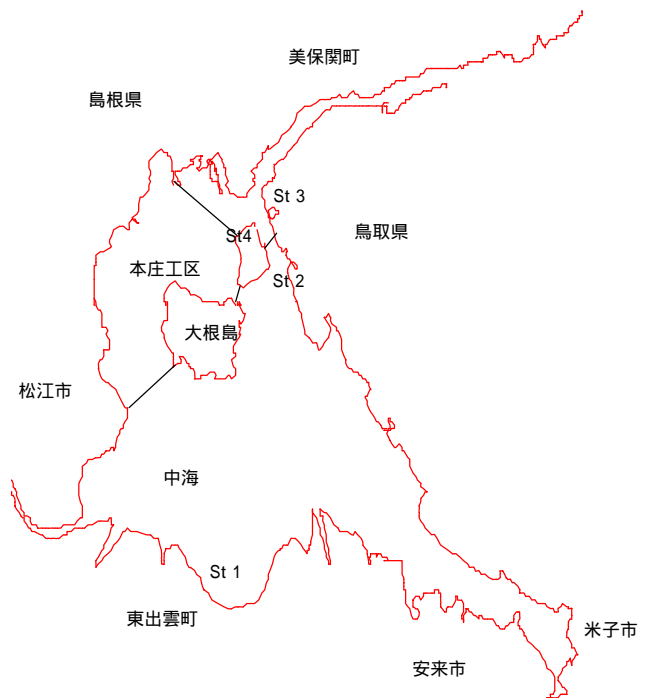 美保関町
島根県
St 3
鳥取県
St4
本庄工区
St 2
大根島
松江市
中海
St 1
東出雲町
米子市
安来市